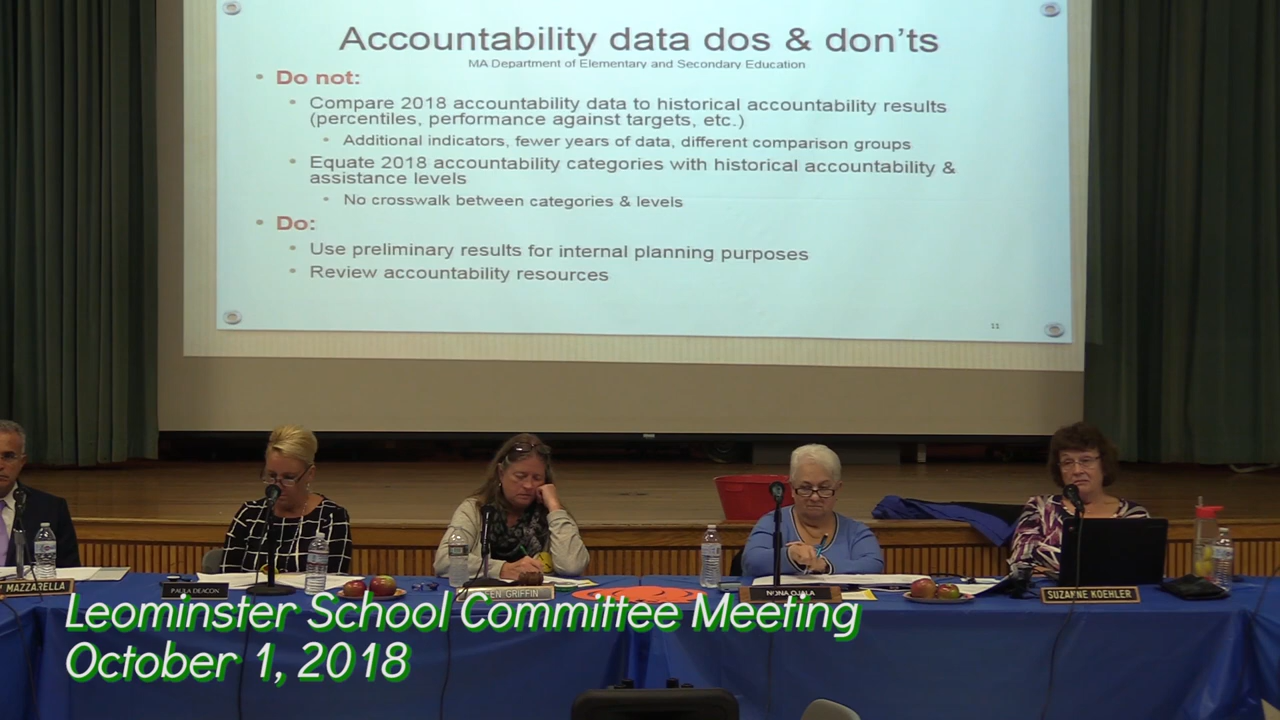 Accountability data dos & don'ts
MA Department of Elementary and Secondary Education
• Do not:
• Compare 2018 accountability data to historical accountability results
(percentiles, performance against targets, etc.)
• Additional indicators, fewer years of data, different comparison groups
• Equate 2018 accountability categories with historical accountability &
assistance levels
• No crosswalk between categories & levels
• Do:
• Use preliminary results for internal planning purposes
• Review accountability resources
11
MAZZARELLA
PAULA DEACON
EEN GRIFFIN
NONA OJALA
SUZANNE KOEHLER
Leominster School Committee Meeting
October 1, 2018